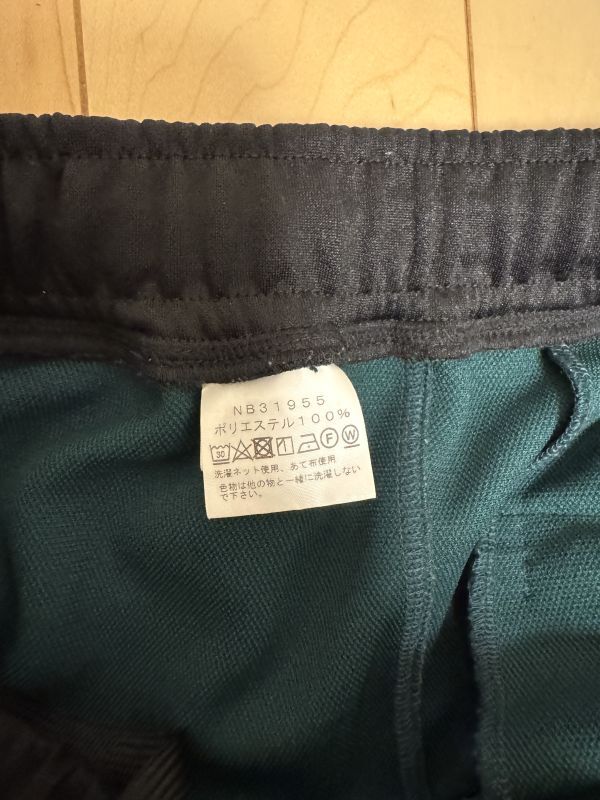 NB31955
ポリエステル100%
30 F W
洗濯ネット使用、あて布使用
色物は他の物と一緒に洗濯しない
で下さい。